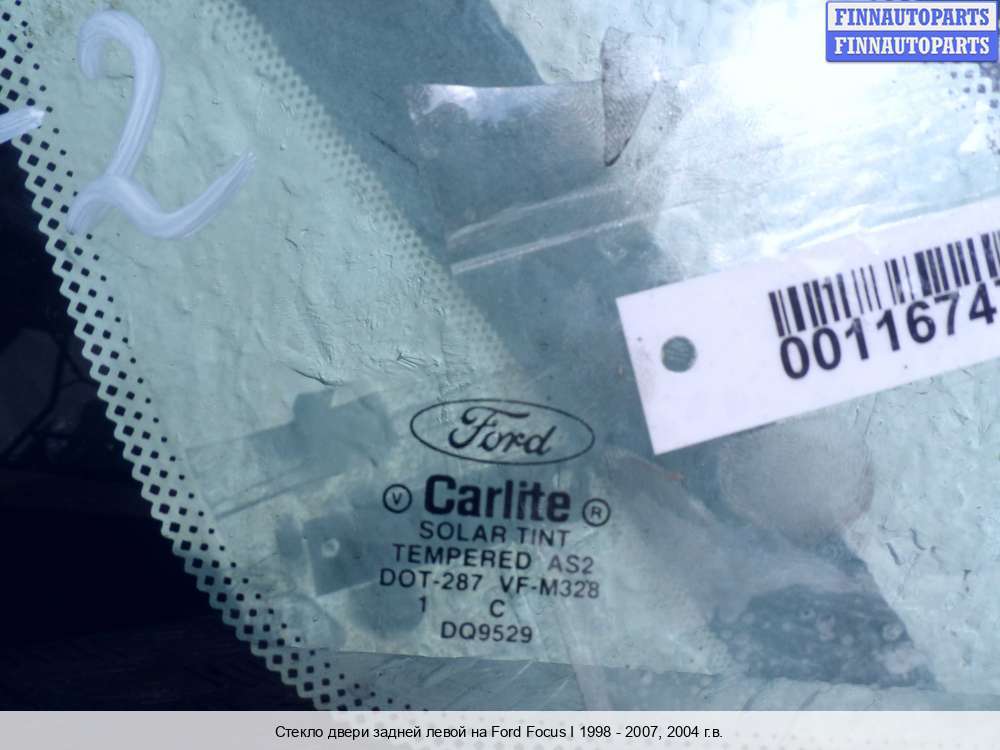 FINNAUTOPARTS
FINNAUTOPARTS
2
0011674
Ford
V Carlite R
SOLAR TINT
TEMPERED AS2
DOT-287 VF-M328
1 C
DQ9529
Стекло двери задней левой на Ford Focus I 1998 - 2007, 2004 г.в.